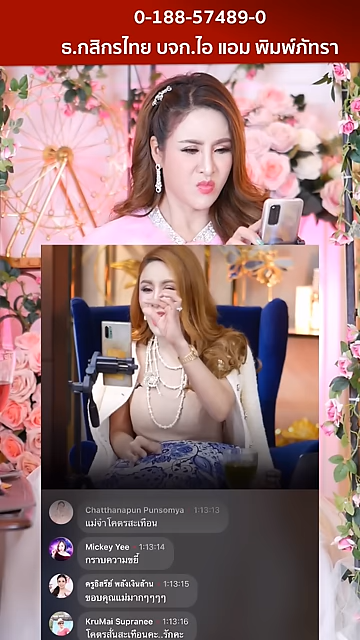 0-188-57489-0
ธ.กสิกรไทย บจก.ไอ แอม พิมพ์ภัทรา
Chatthanapun Punsomya 1:13:13
แม่จ๋าโคตรสะเทือน
Mickey Yee 1:13:14
กราบความขยี้
ครูอิสรีย์ พลังเงินล้าน 1:13:15
ขอบคุณแม่มากๆๆๆๆ
KruMai Supranee 1:13:16
โคตรสั่นสะเทือนคะ..รักคะ